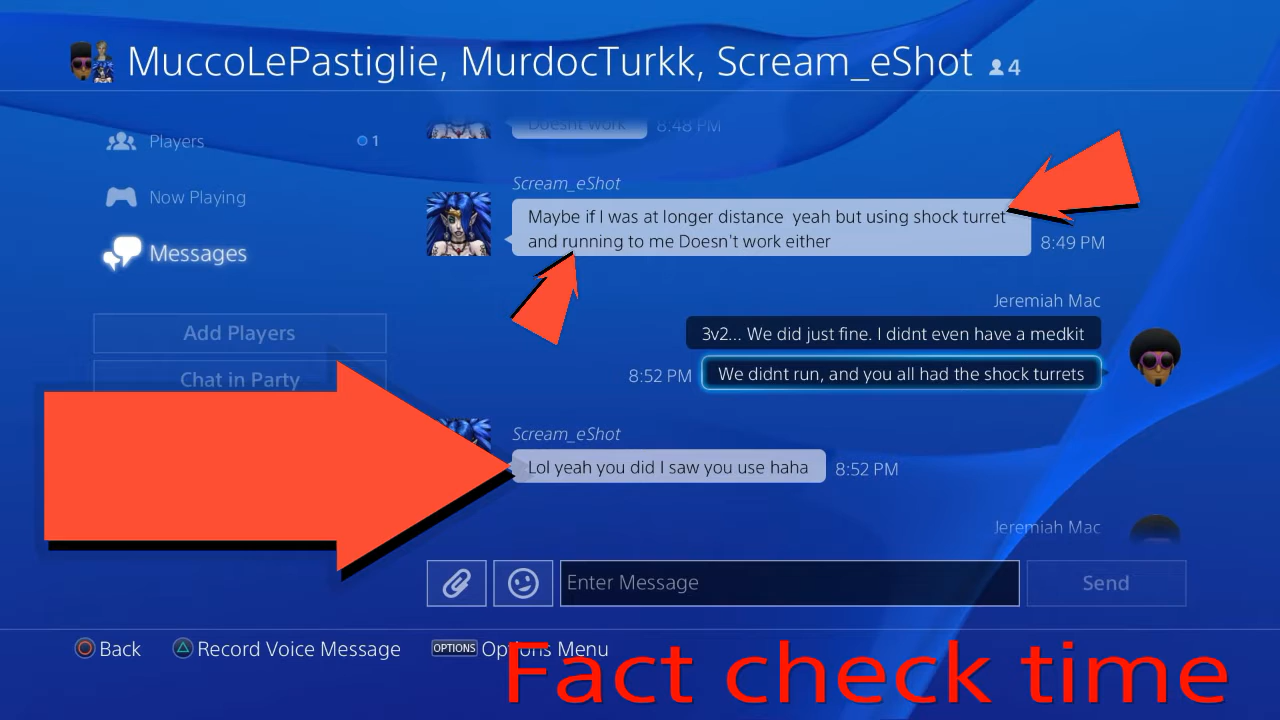 MuccoLePastiglie, MurdocTurkk, Scream_eShot 4
Players 1
Now Playing
Messages
Add Players
Chat in Party
Doesnt work 8:48 PM
Scream_eShot
Maybe if I was at longer distance  yeah but using shock turret
and running to me Doesn't work either 8:49 PM
Jeremiah Mac
3v2... We did just fine. I didnt even have a medkit
8:52 PM We didnt run, and you all had the shock turrets
Scream_eShot
Lol yeah you did I saw you use haha 8:52 PM
Jeremiah Mac
Enter Message
Send
Back
Record Voice Message
OPTIONS Options Menu
Fact check time